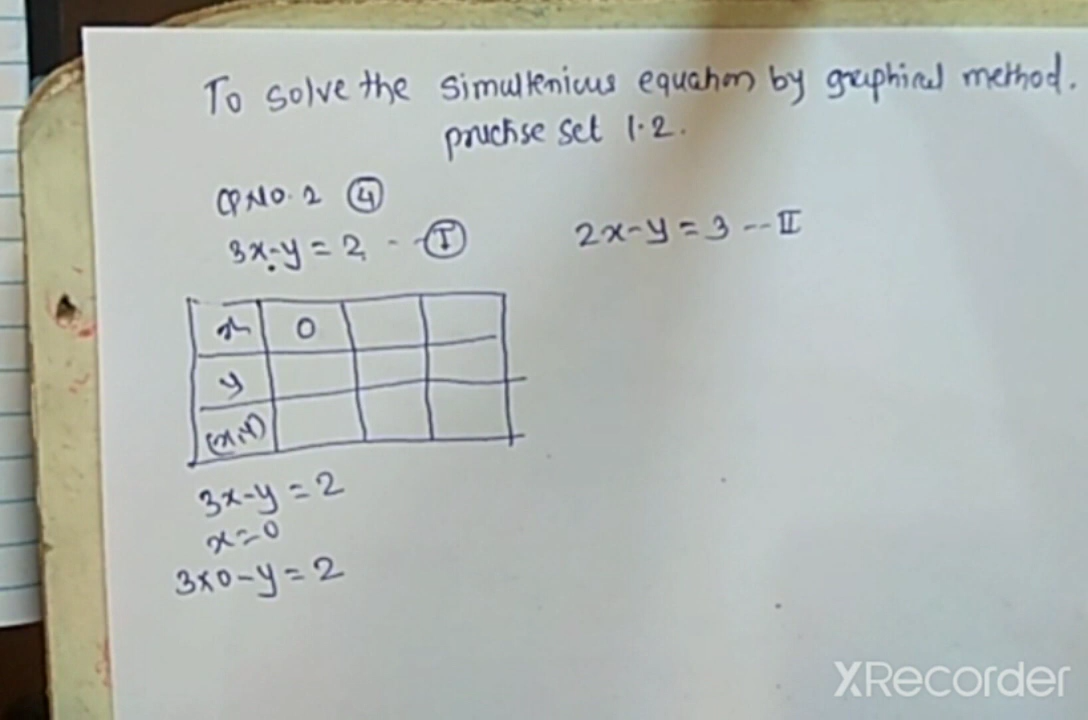 To solve the simultenicus equation by graphical method.
practise set 1.2.
Q.NO. 2 ④
3x-y = 2 -- Ⓘ
2x-y = 3 -- II
x 0
y
(x,y)
3x-y = 2
x=0
3x0-y = 2
XRecorder